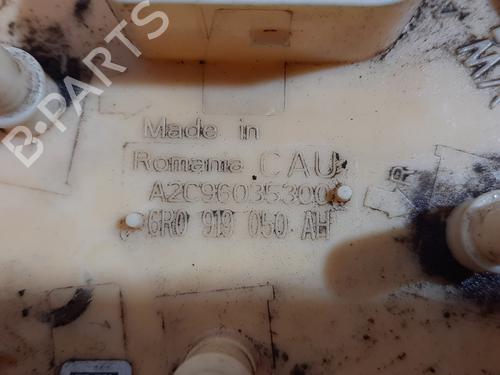 B-PARTS
Made in
Romania CAU
A2C96035300
6R0 919 050 AH